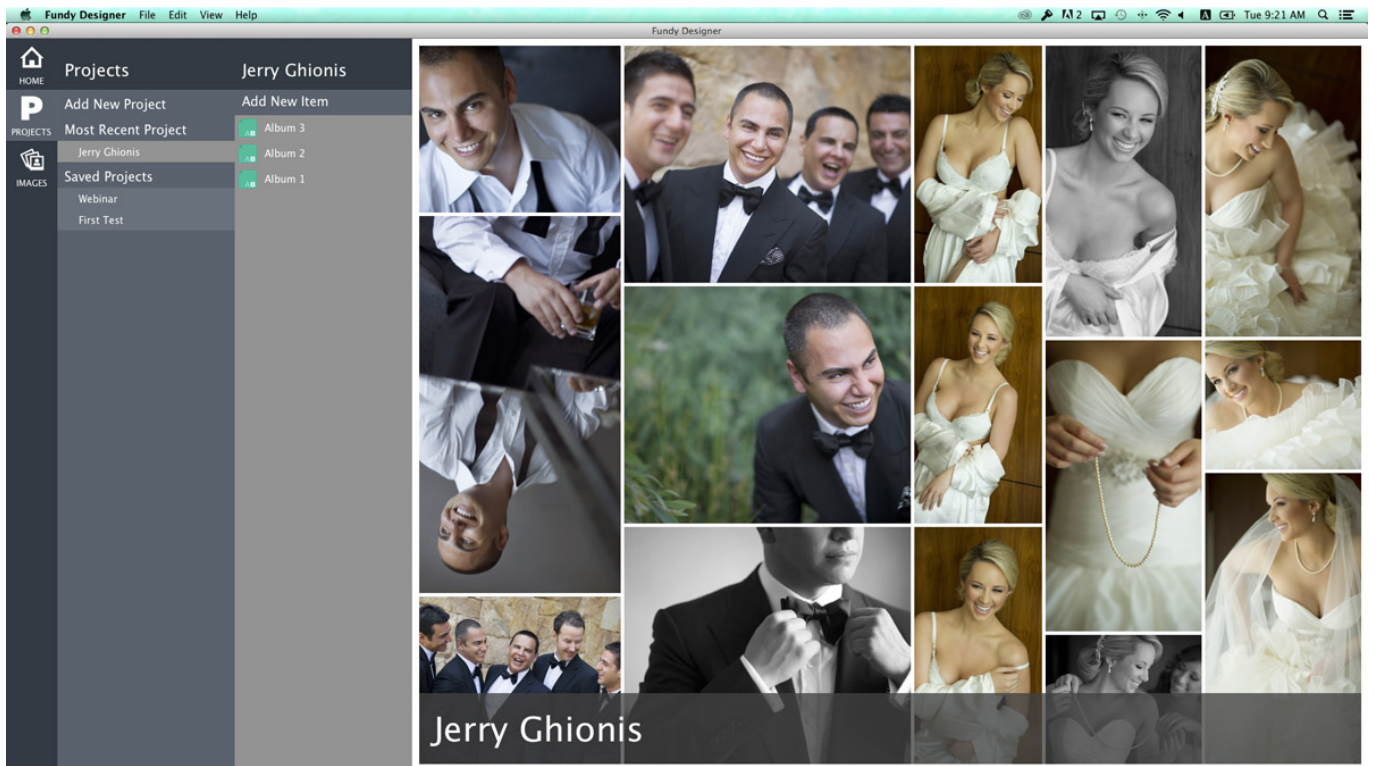 Fundy Designer File Edit View Help
2 Tue 9:21 AM
Fundy Designer
HOME
P
PROJECTS
IMAGES
Projects
Add New Project
Most Recent Project
Jerry Ghionis
Saved Projects
Webinar
First Test
Jerry Ghionis
Add New Item
Album 3
Album 2
Album 1
Jerry Ghionis